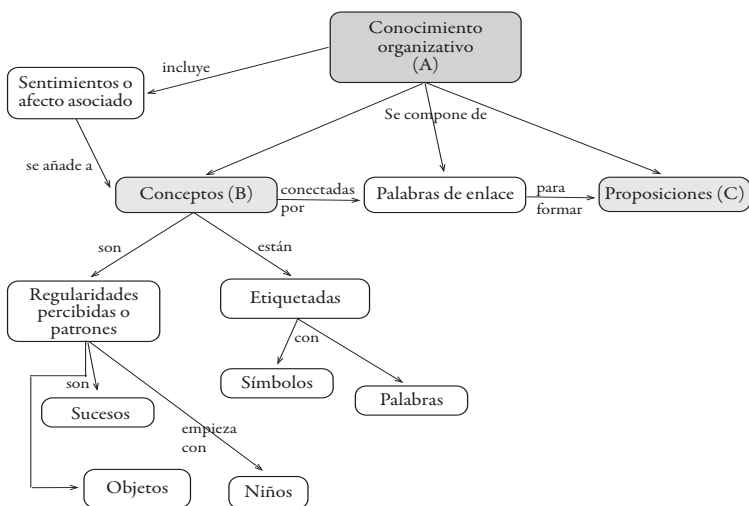 Conocimiento
organizativo
(A)
incluye
Sentimientos o
afecto asociado
Se compone de
se añade a
Conceptos (B)
conectadas
por
Palabras de enlace
para
formar
Proposiciones (C)
son
están
Regularidades
percibidas o
patrones
Etiquetadas
con
son
Símbolos
Palabras
Sucesos
empieza
con
Objetos
Niños